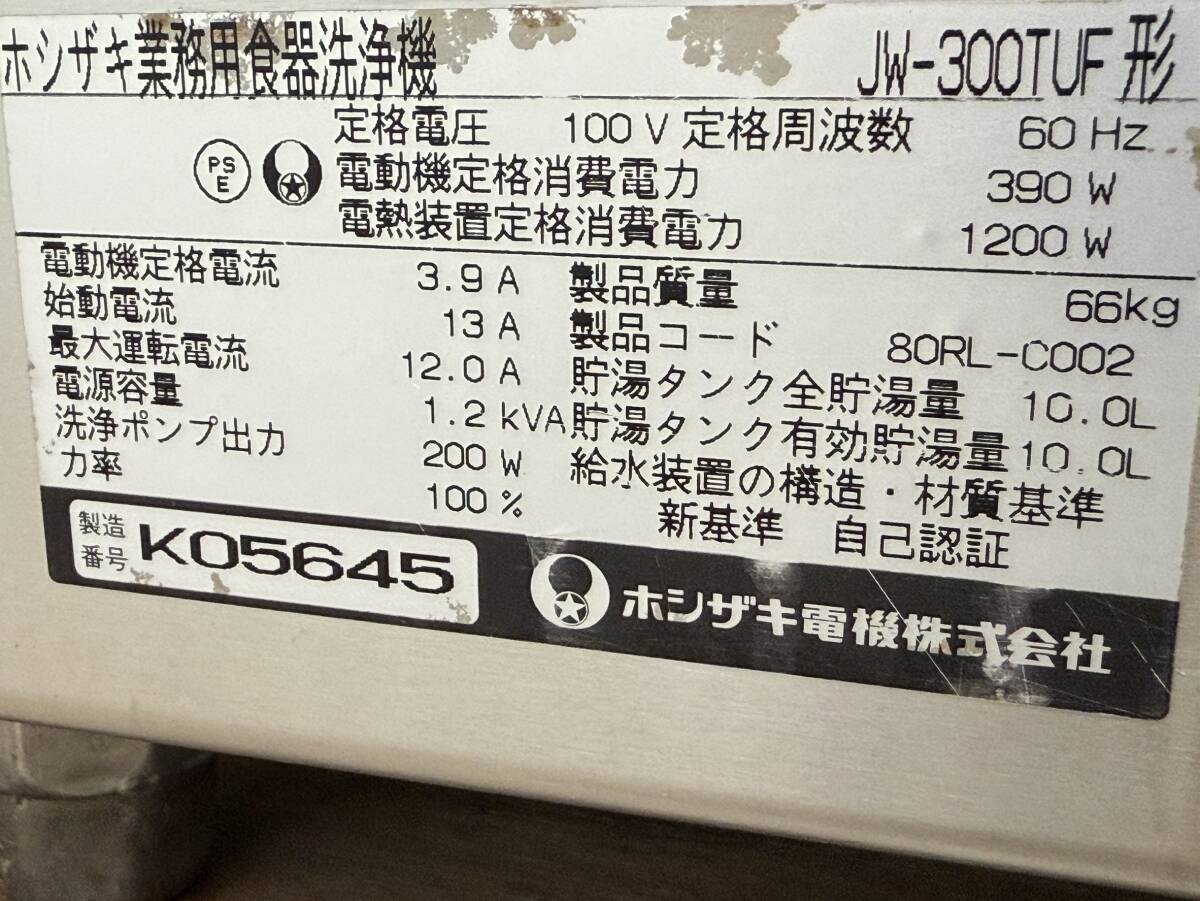 ホシザキ業務用食器洗浄機 JW-300TUF 形
定格電圧 100 V 定格周波数 60 Hz
PS E
電動機定格消費電力 390 W
電熱装置定格消費電力 1200 W
電動機定格電流 3.9 A
始動電流 13 A
最大運転電流 12.0 A
電源容量 1.2 kVA
洗浄ポンプ出力 200 W
力率 100 %
製品質量 66kg
製品コード 80RL-C002
貯湯タンク全貯湯量 10.0L
貯湯タンク有効貯湯量 10.0L
給水装置の構造・材質基準
新基準 自己認証
製造番号 K05645
ホシザキ電機株式会社